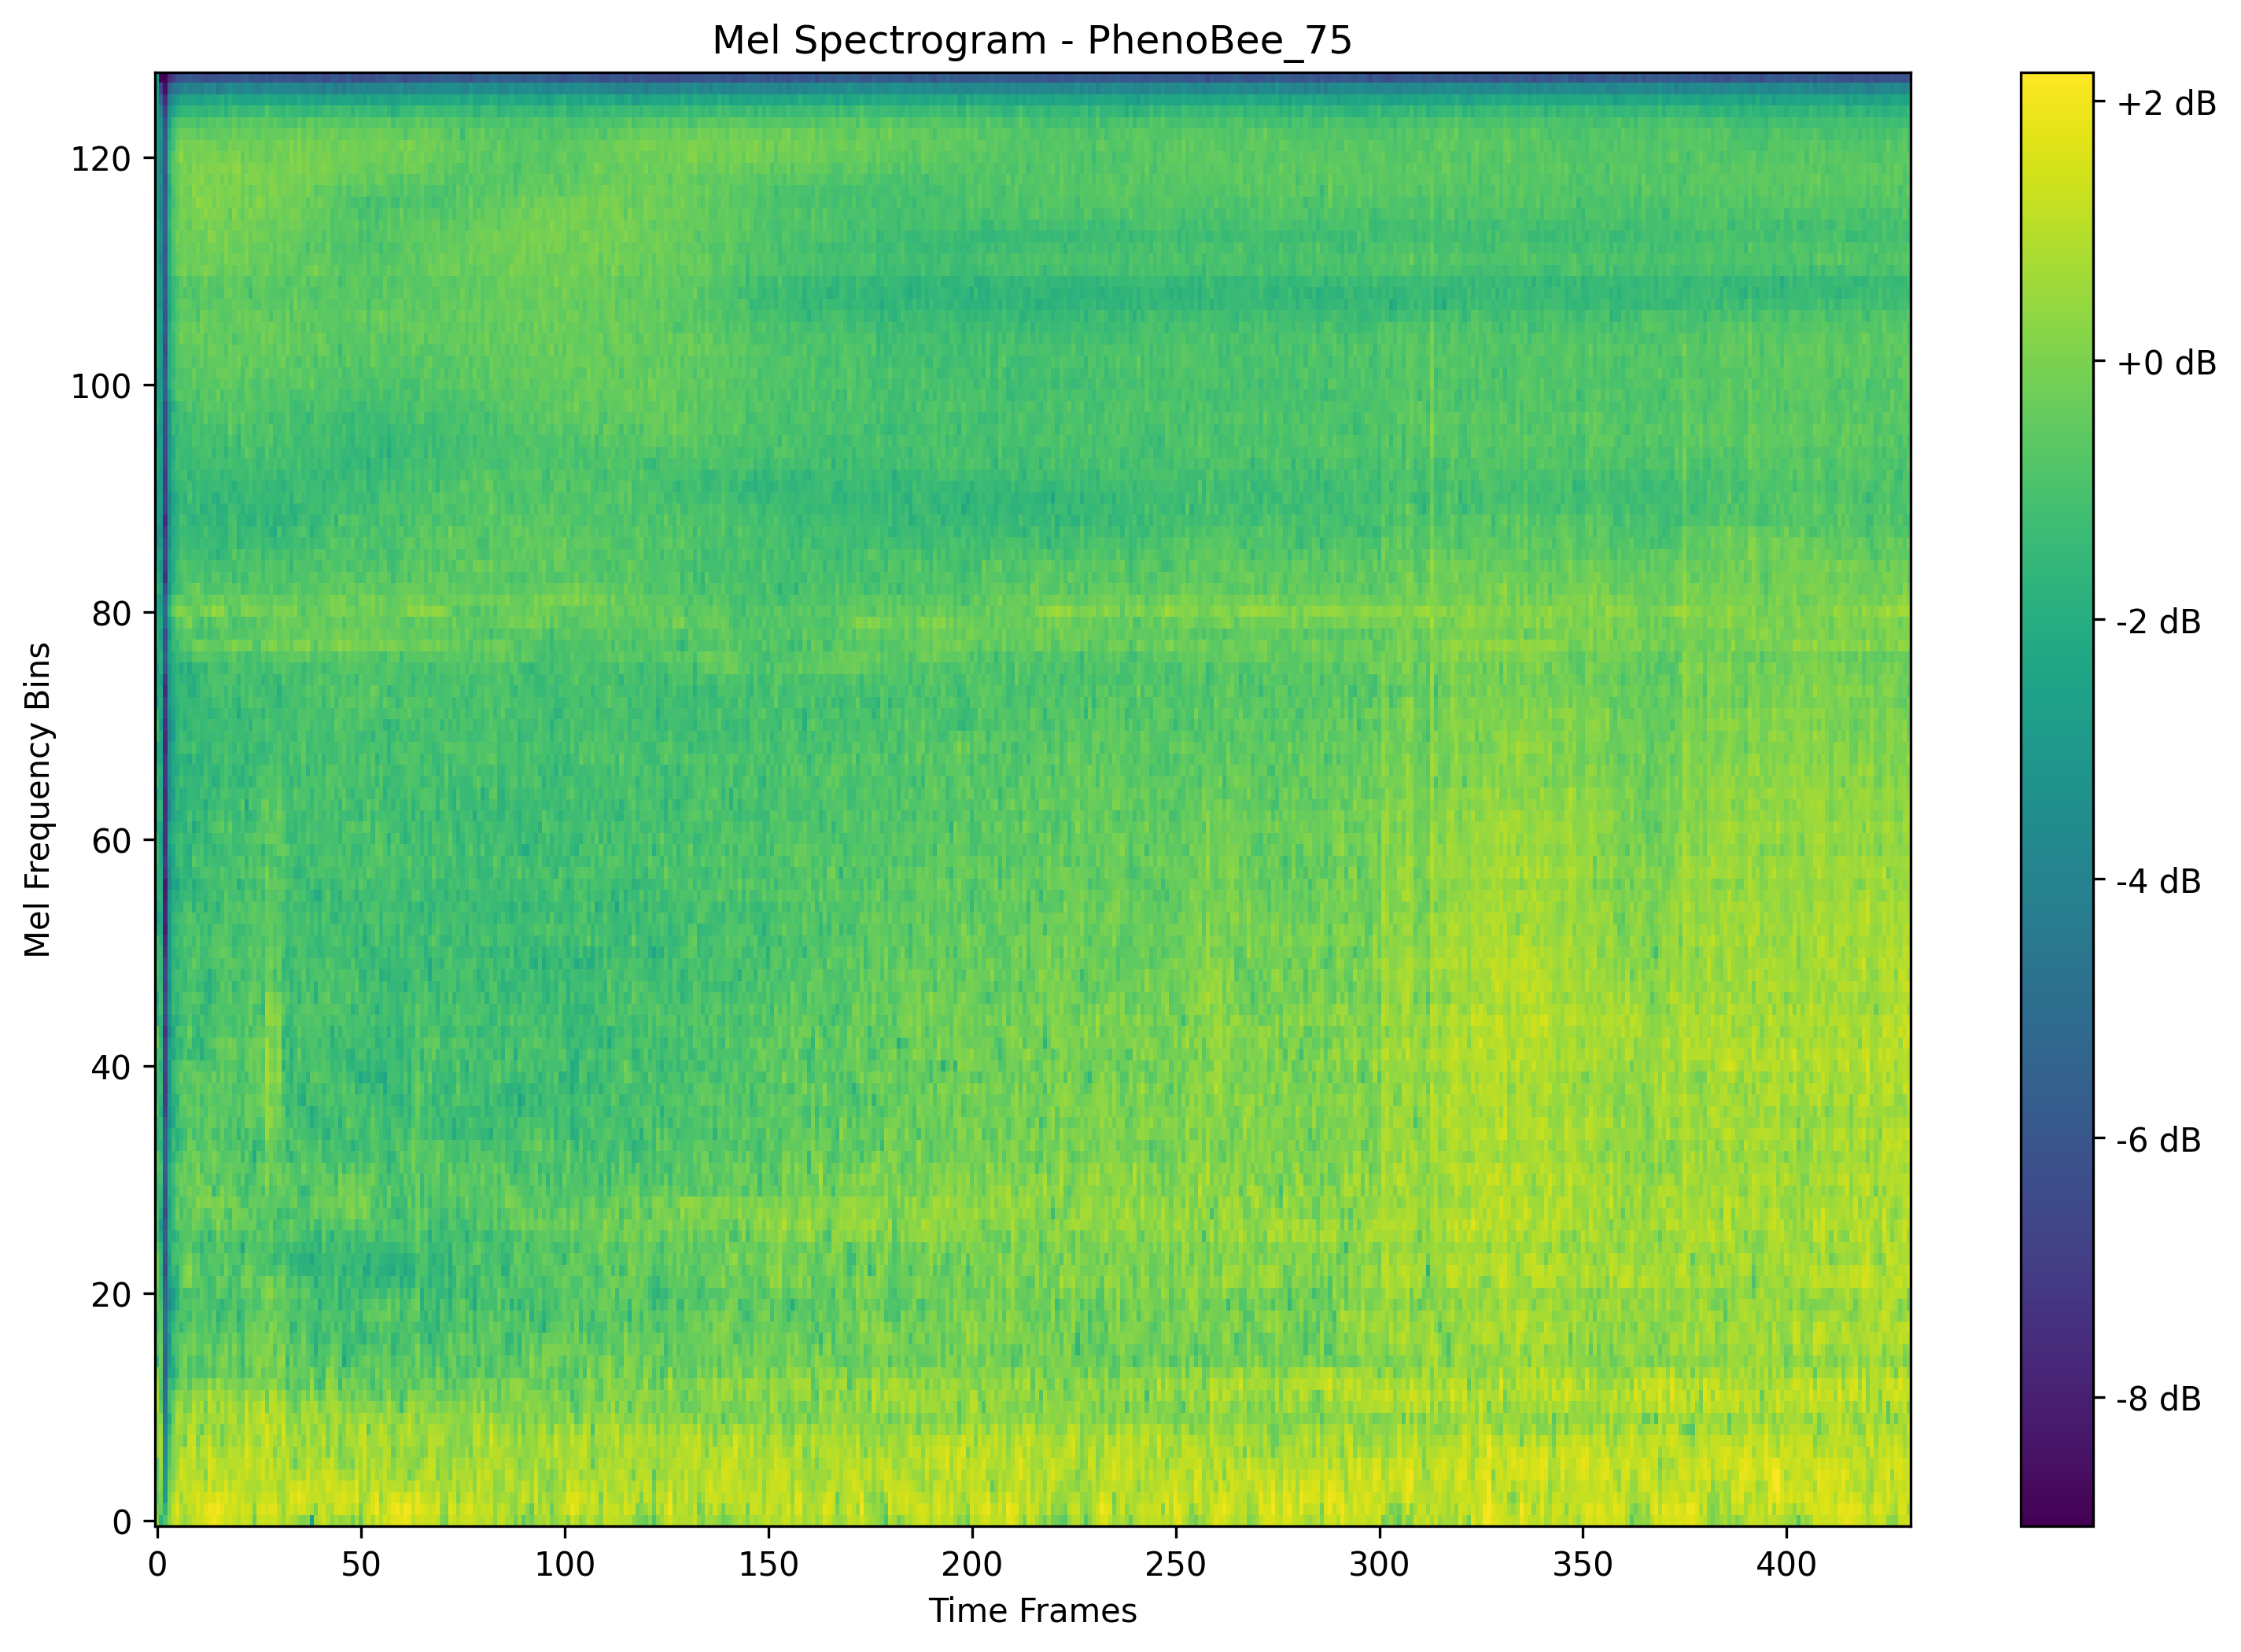 Mel Spectrogram - PhenoBee_75
Mel Frequency Bins
120
100
80
60
40
20
0
0 50 100 150 200 250 300 350 400
Time Frames
+2 dB
+0 dB
-2 dB
-4 dB
-6 dB
-8 dB